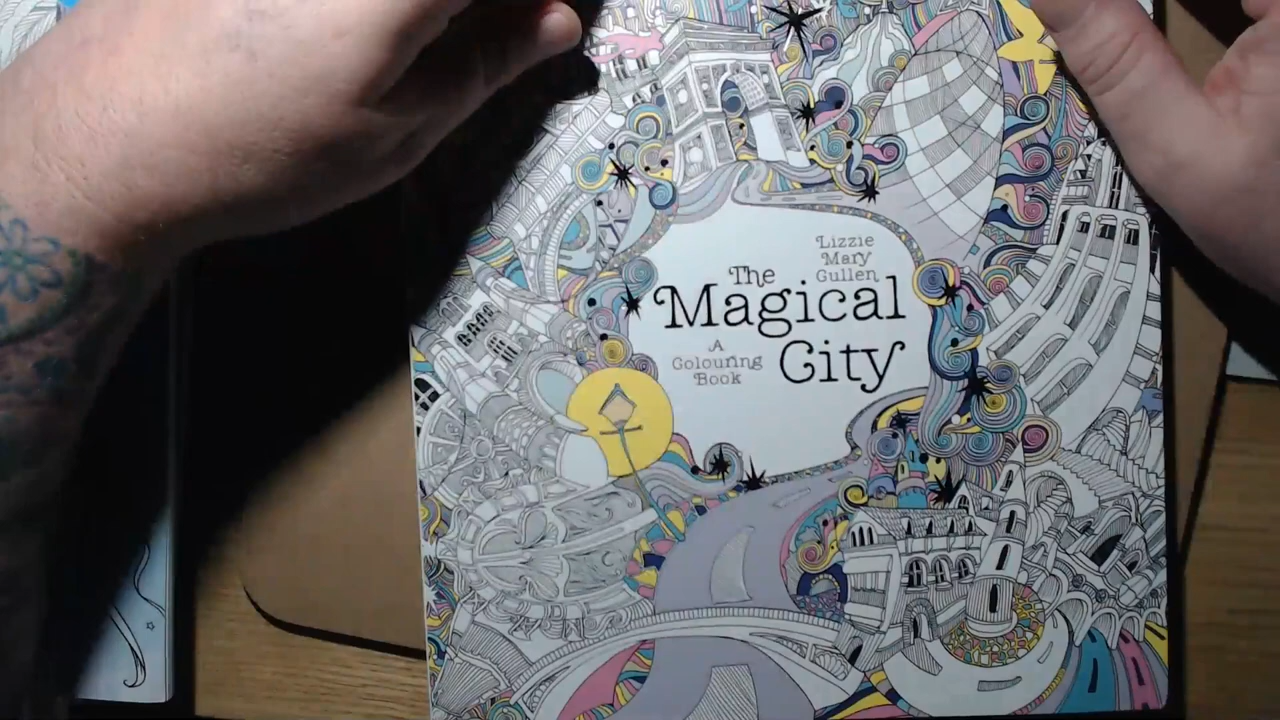 The
Magical
City
A
Colouring
Book
Lizzie
Mary
Cullen